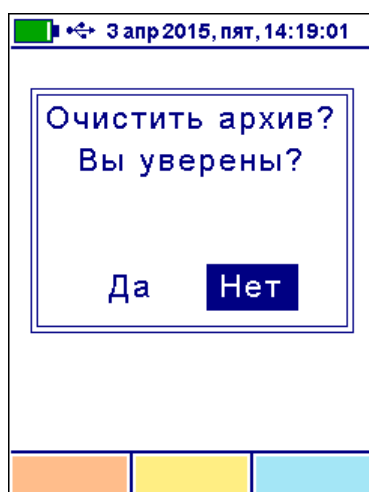 3 апр 2015, пят, 14:19:01
Очистить архив?
Вы уверены?
Да Нет